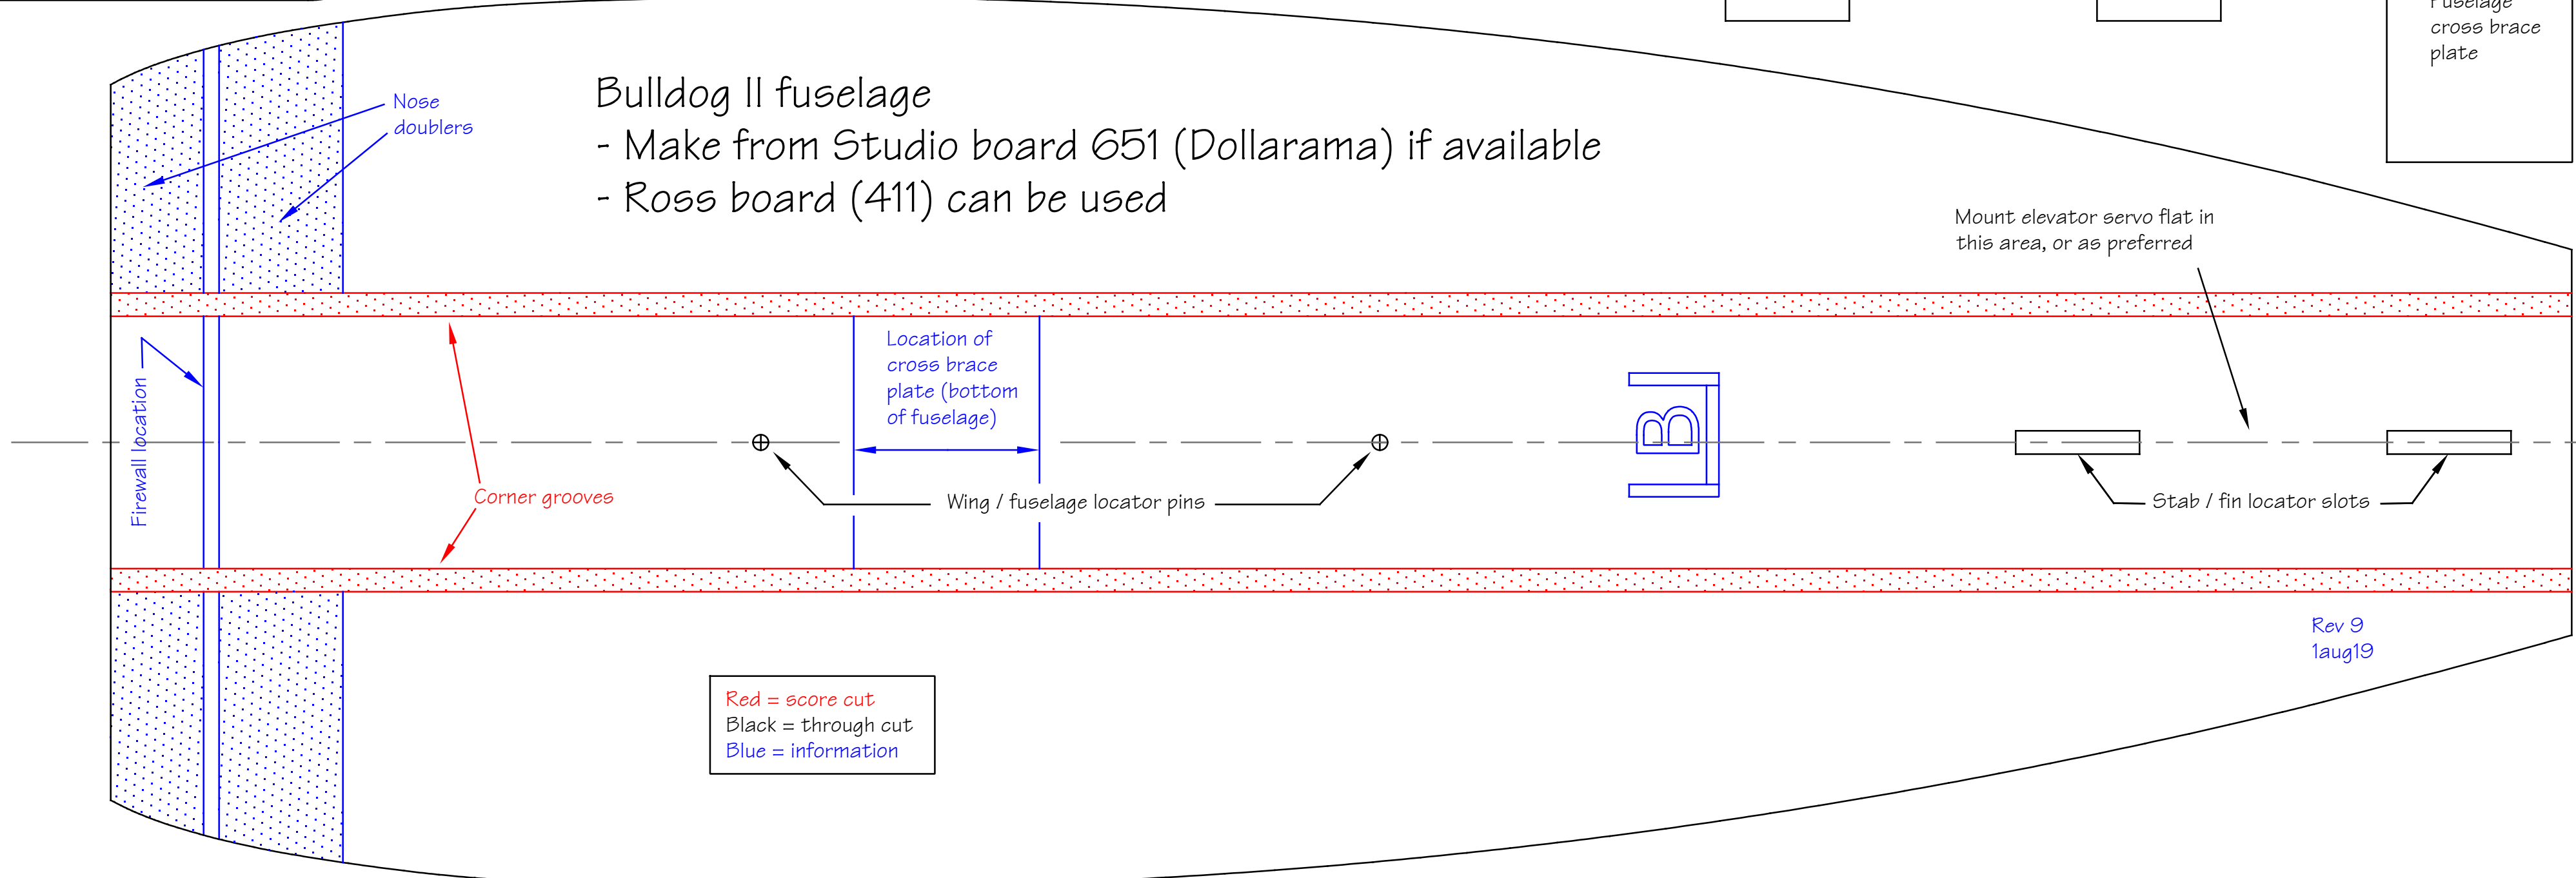 Fuselage
cross brace
plate
Nose
doublers
Bulldog II fuselage
- Make from Studio board 651 (Dollarama) if available
- Ross board (411) can be used
Mount elevator servo flat in
this area, or as preferred
Firewall location
Corner grooves
Location of
cross brace
plate (bottom
of fuselage)
Wing / fuselage locator pins
B
Stab / fin locator slots
Rev 9
1aug19
Red = score cut
Black = through cut
Blue = information